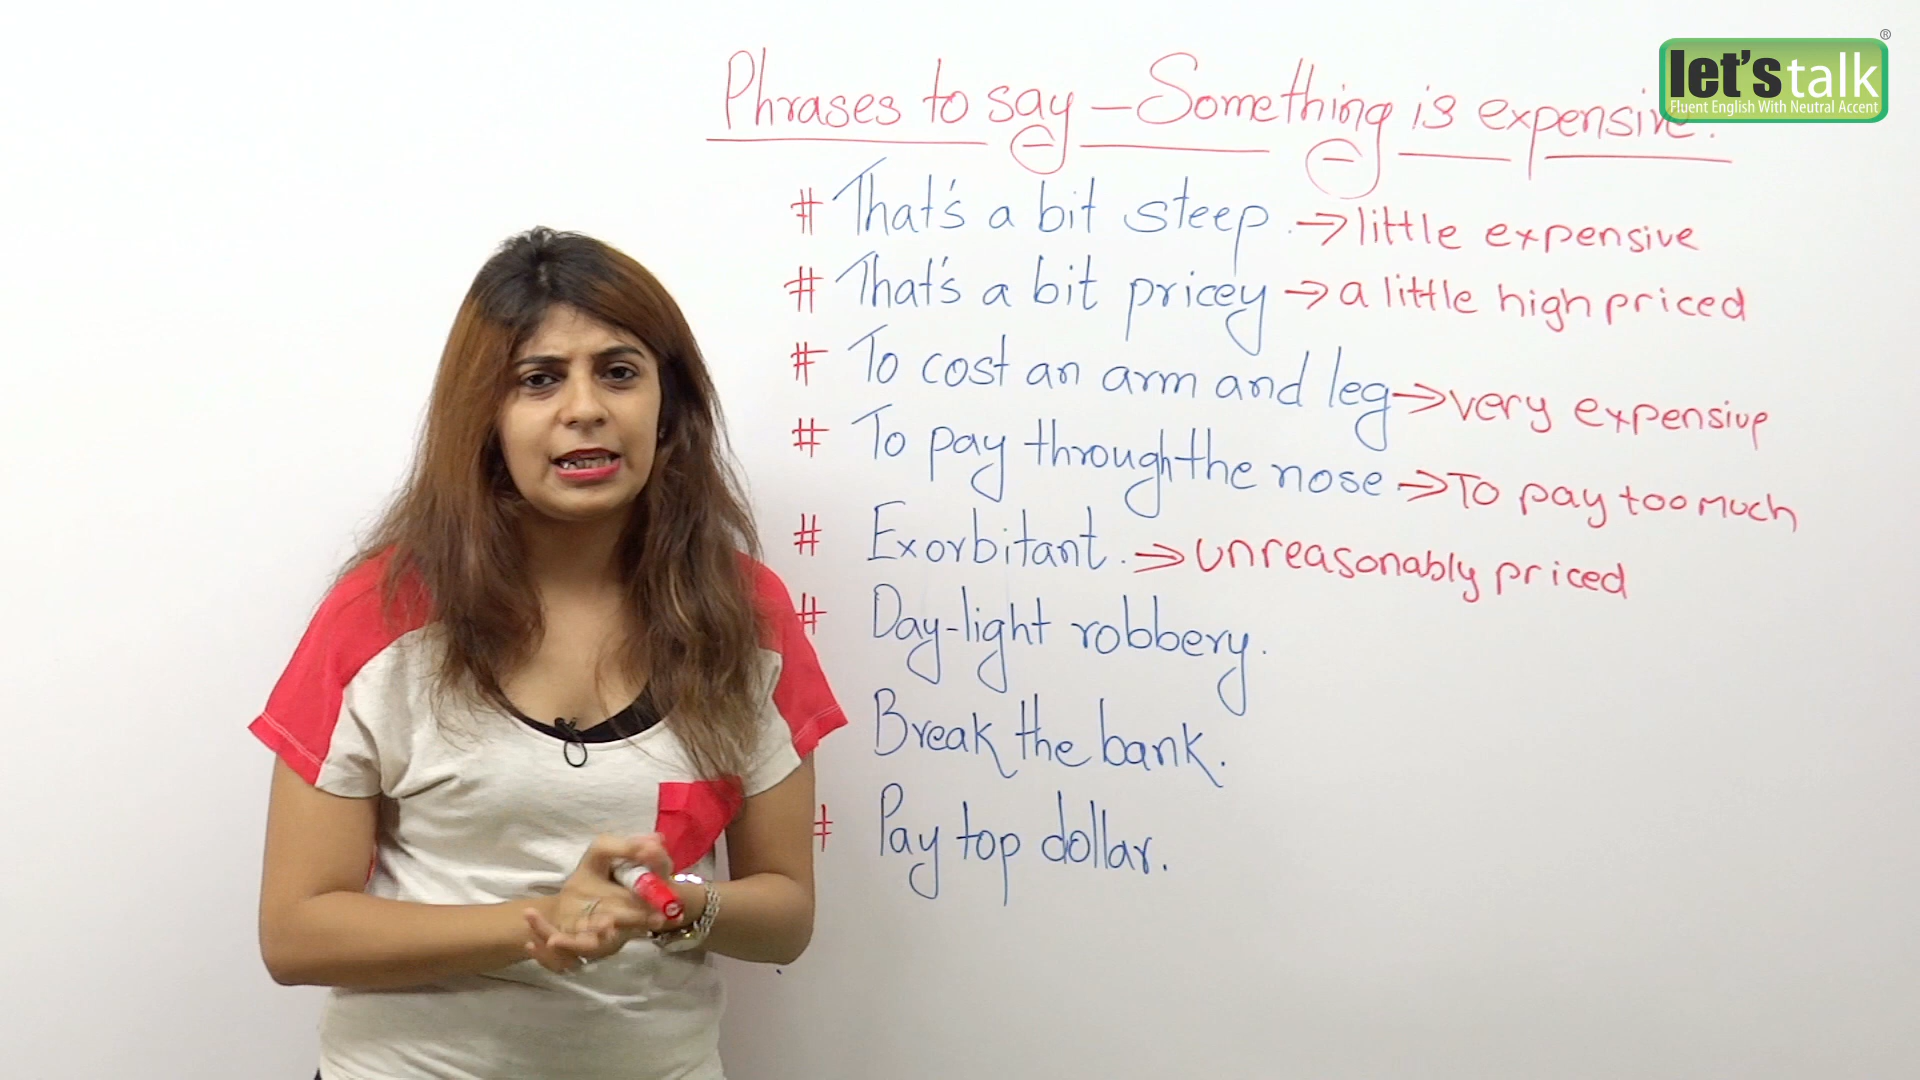 let's talk®
Fluent English With Neutral Accent
Phrases to say – Something is expensive.
# That's a bit steep. → little expensive
# That's a bit pricey → a little high priced
# To cost an arm and leg → very expensive
# To pay through the nose → To pay too much
# Exorbitant. → unreasonably priced
# Day-light robbery.
Break the bank.
# Pay top dollar.